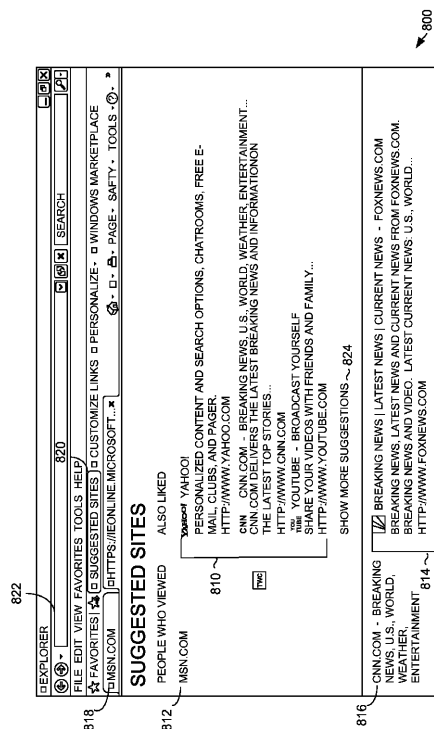 800
EXPLORER
822
820
SEARCH
FILE EDIT VIEW FAVORITES TOOLS HELP
FAVORITES SUGGESTED SITES CUSTOMIZE LINKS PERSONALIZE WINDOWS MARKETPLACE
818
MSN.COM HTTPS://IEONLINE.MICROSOFT... PAGE SAFTY TOOLS ? »
SUGGESTED SITES
PEOPLE WHO VIEWED ALSO LIKED
812
MSN.COM
810
YAHOO! YAHOO!
PERSONALIZED CONTENT AND SEARCH OPTIONS, CHATROOMS, FREE E-
MAIL, CLUBS, AND PAGER.
HTTP://WWW.YAHOO.COM
CNN CNN.COM - BREAKING NEWS, U.S., WORLD, WEATHER, ENTERTAINMENT...
CNN.COM DELIVERS THE LATEST BREAKING NEWS AND INFORMATIONON
THE LATEST TOP STORIES...
HTTP://WWW.CNN.COM
TWC
YOU TUBE YOUTUBE - BROADCAST YOURSELF
SHARE YOUR VIDEOS WITH FRIENDS AND FAMILY...
HTTP://WWW.YOUTUBE.COM
SHOW MORE SUGGESTIONS 824
816
CNN.COM - BREAKING
NEWS, U.S., WORLD,
WEATHER,
ENTERTAINMENT
814
BREAKING NEWS | LATEST NEWS | CURRENT NEWS - FOXNEWS.COM
BREAKING NEWS, LATEST NEWS AND CURRENT NEWS FROM FOXNEWS.COM.
BREAKING NEWS AND VIDEO. LATEST CURRENT NEWS: U.S., WORLD...
HTTP://WWW.FOXNEWS.COM